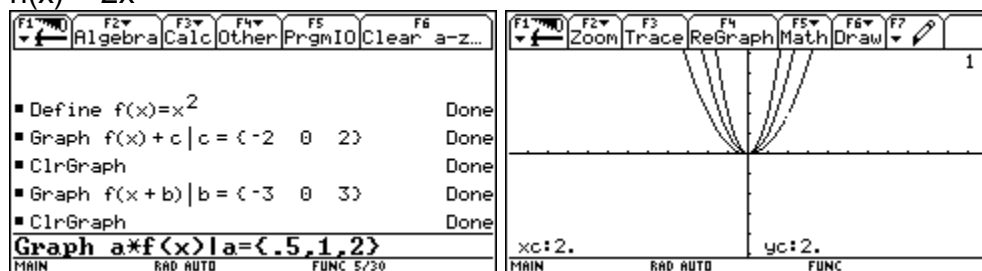 h(x) = 2x
F1 F2▾ F3▾ F4▾ F5 F6
Algebra Calc Other PrgmIO Clear a-z…
■ Define f(x)=x² Done
■ Graph f(x) + c | c = {-2 0 2} Done
■ ClrGraph Done
■ Graph f(x + b) | b = {-3 0 3} Done
■ ClrGraph Done
Graph a*f(x)|a={.5,1,2}
MAIN RAD AUTO FUNC 5/30
F1 F2▾ F3 F4 F5▾ F6▾ F7
Zoom Trace ReGraph Math Draw
1
xc:2. yc:2.
MAIN RAD AUTO FUNC